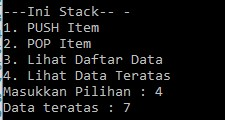 ---Ini Stack-- -
1. PUSH Item
2. POP Item
3. Lihat Daftar Data
4. Lihat Data Teratas
Masukkan Pilihan : 4
Data teratas : 7